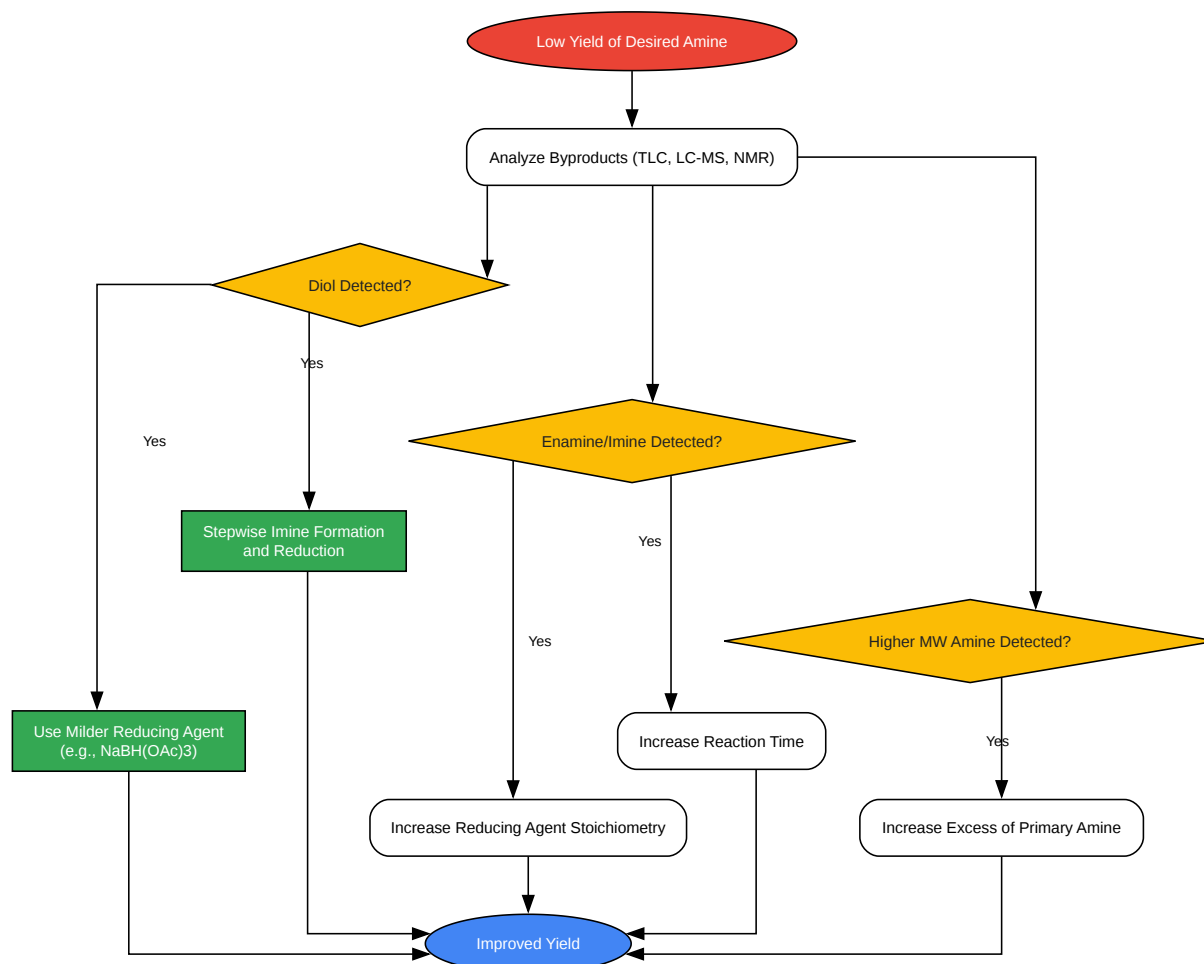 Low Yield of Desired Amine
Analyze Byproducts (TLC, LC-MS, NMR)
Diol Detected?
Yes
Yes
Enamine/Imine Detected?
Stepwise Imine Formation
and Reduction
Yes
Yes
Higher MW Amine Detected?
Use Milder Reducing Agent
(e.g., NaBH(OAc)3)
Increase Reaction Time
Yes
Increase Reducing Agent Stoichiometry
Increase Excess of Primary Amine
Improved Yield